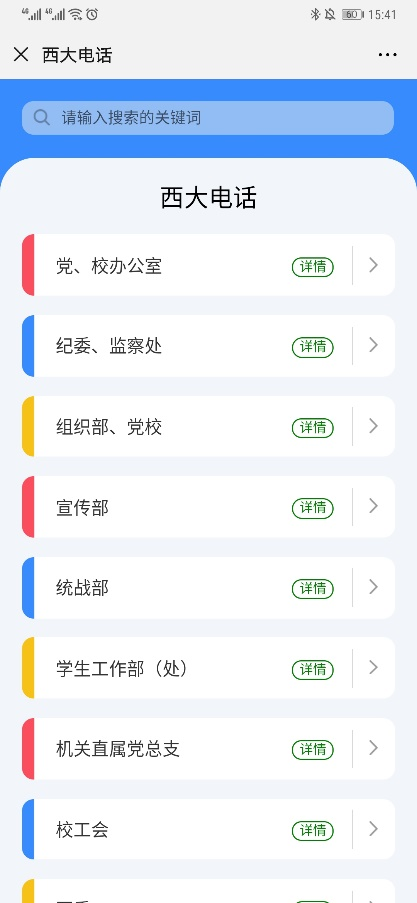 4G 4G 60 15:41
西大电话
请输入搜索的关键词
西大电话
党、校办公室 详情
纪委、监察处 详情
组织部、党校 详情
宣传部 详情
统战部 详情
学生工作部（处） 详情
机关直属党总支 详情
校工会 详情